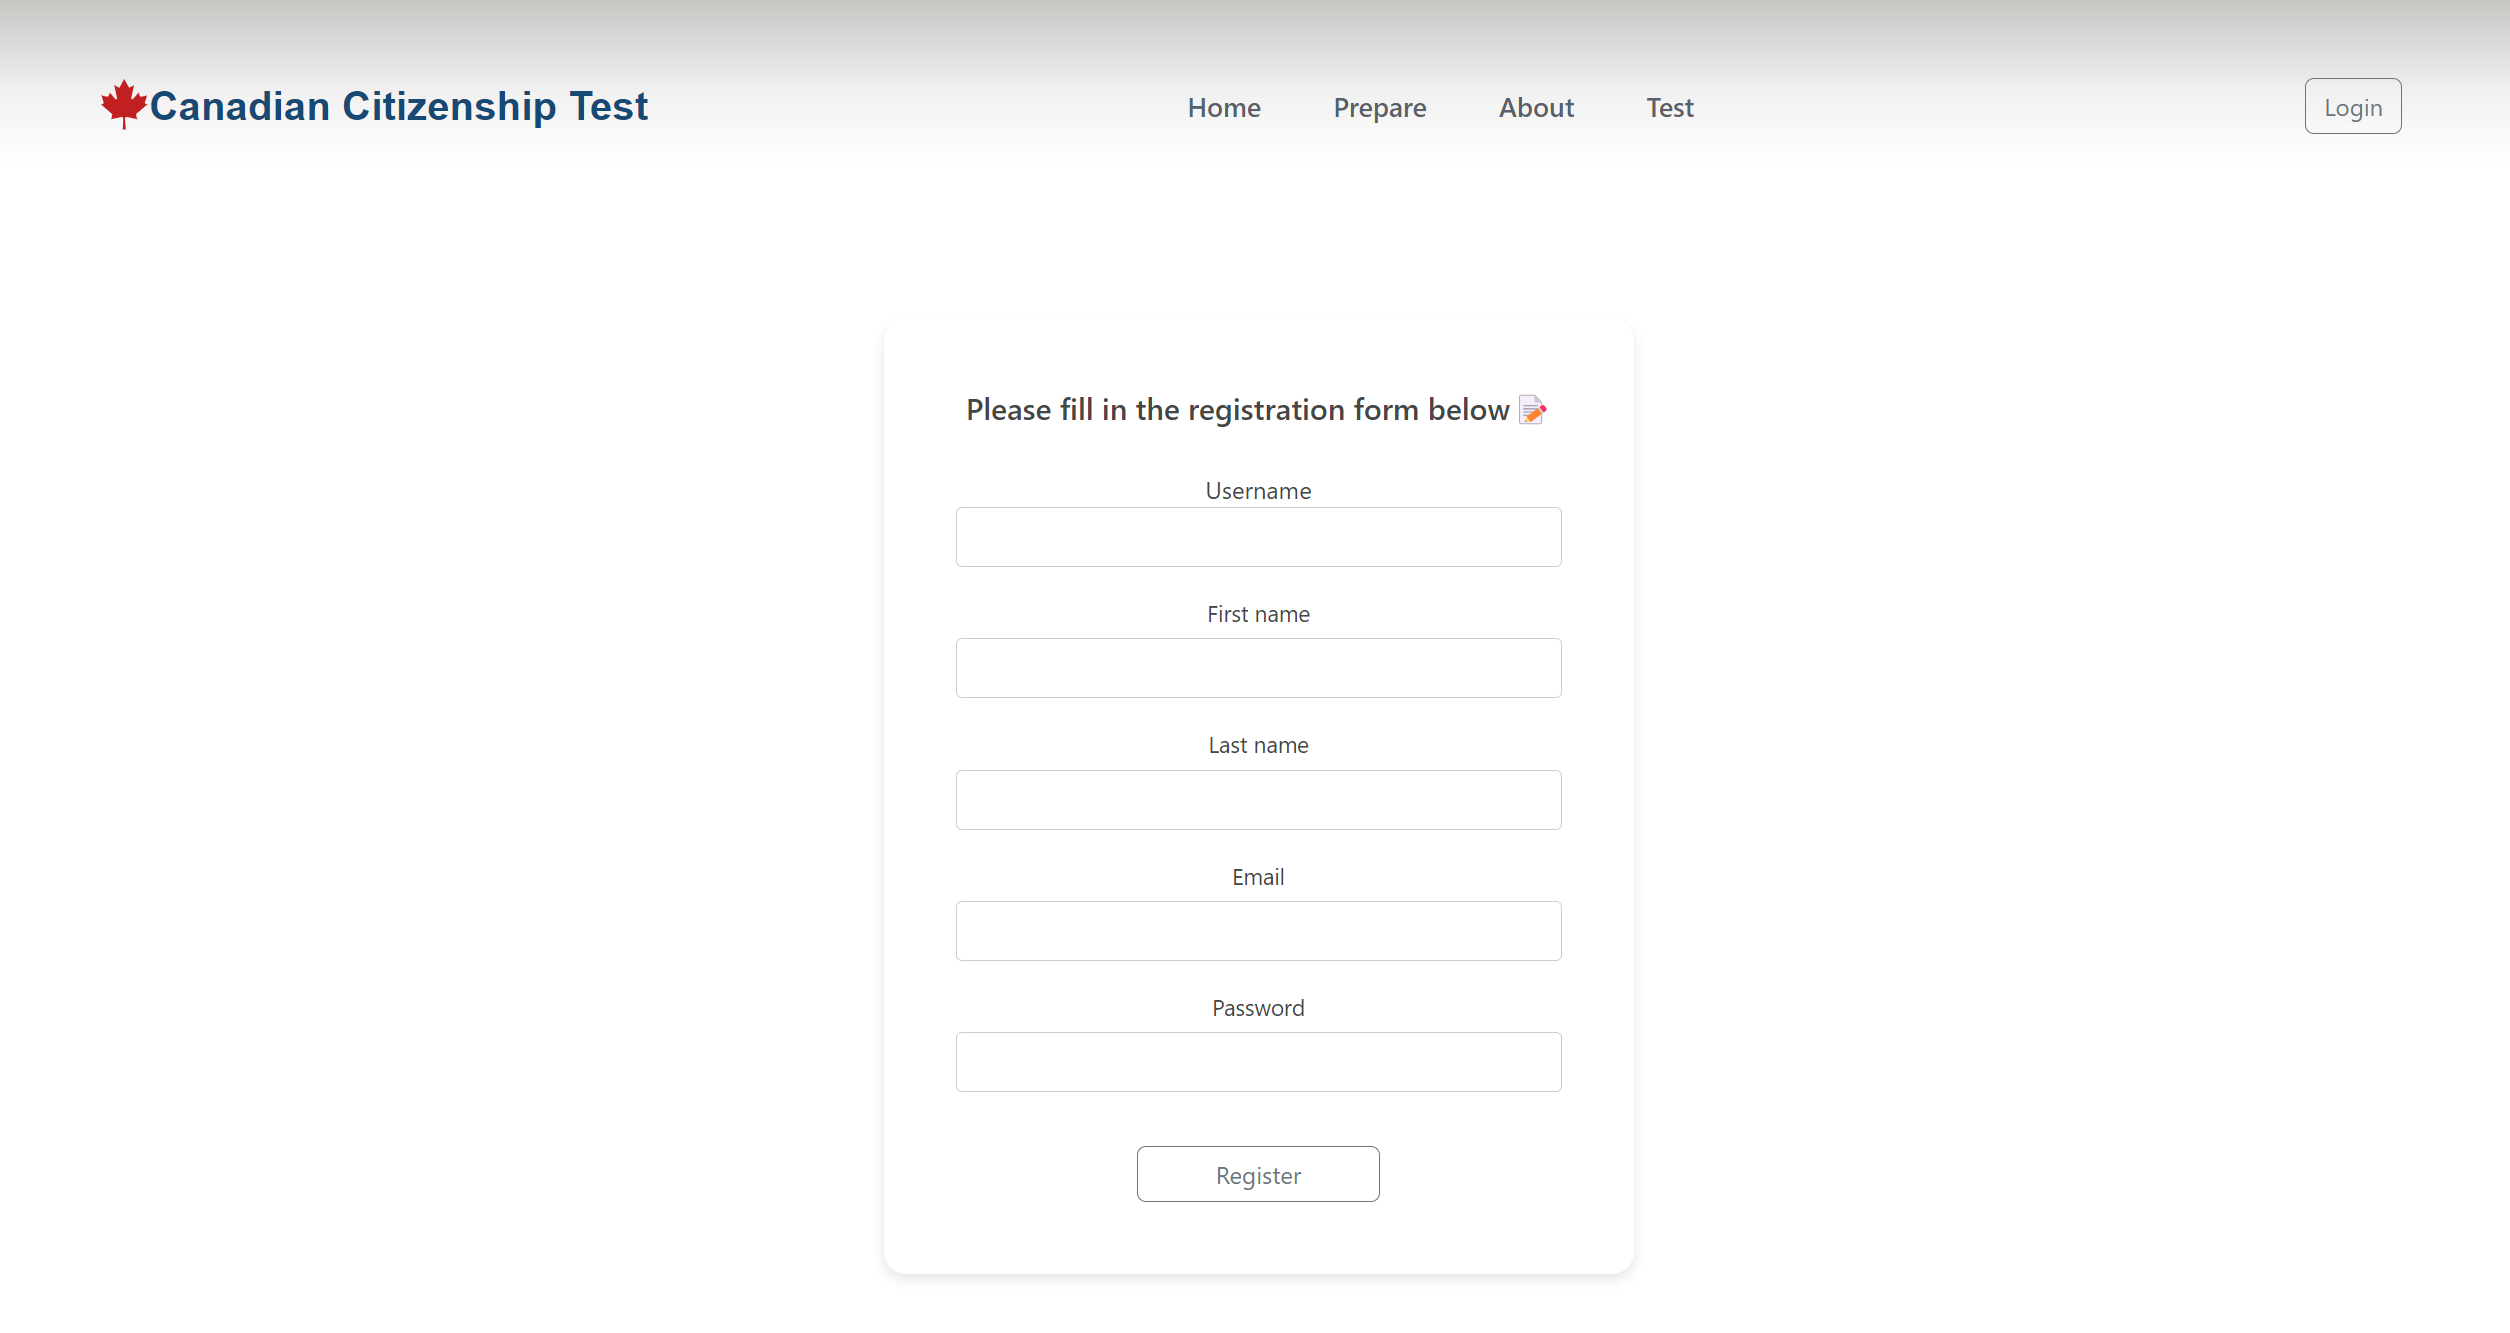 Canadian Citizenship Test
Home Prepare About Test
Login
Please fill in the registration form below 📝
Username
First name
Last name
Email
Password
Register